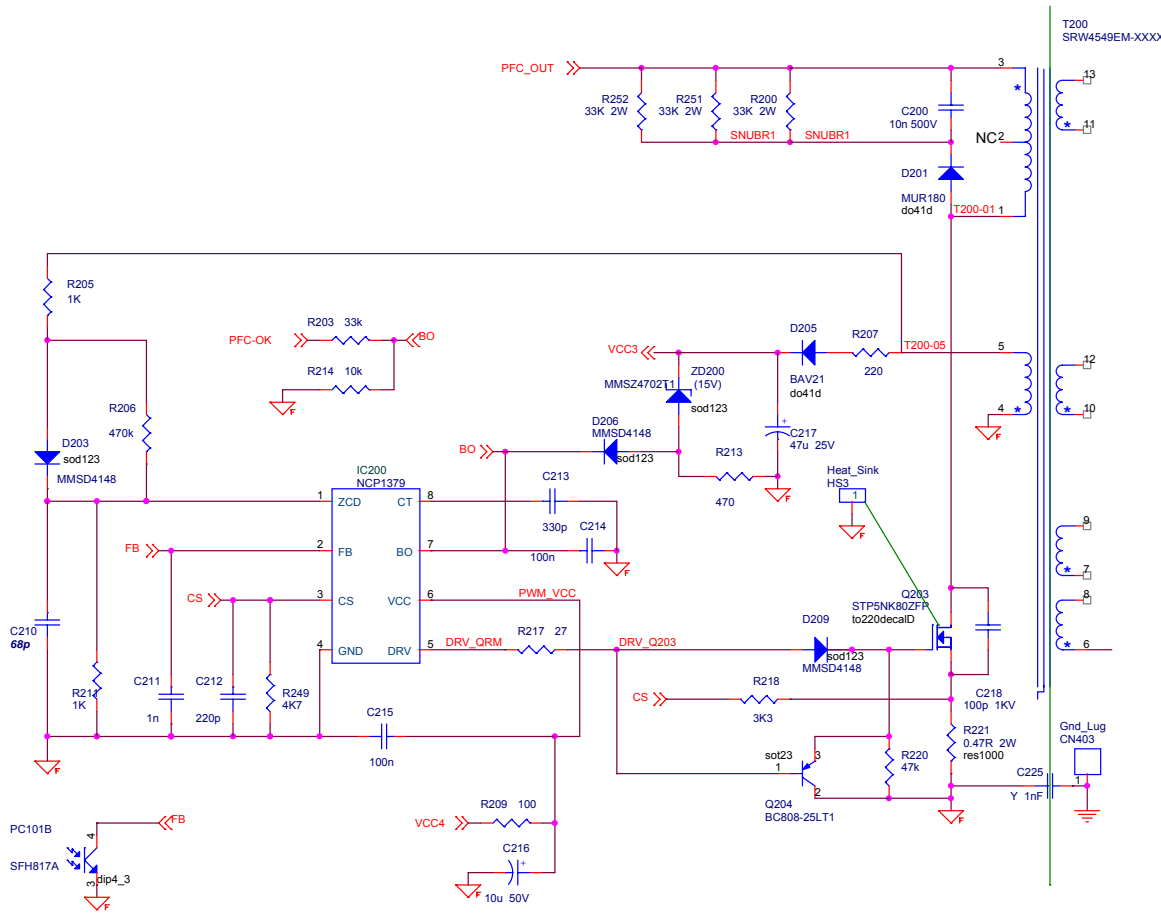 T200
SRW4549EM-XXXX
PFC_OUT
3
13
R252
33K 2W
R251
33K 2W
R200
33K 2W
C200
10n 500V
*
SNUBR1
SNUBR1
NC
2
*
11
D201
MUR180
do41d
T200-01
1
R205
1K
PFC-OK
R203 33k
BO
R214 10k
F
VCC3
D205
BAV21
do41d
R207
220
T200-05
5
12
ZD200
(15V)
MMSZ4702T1
sod123
4
*
*
10
F
R206
470k
D203
sod123
MMSD4148
D206
MMSD4148
sod123
BO
C217
47u 25V
+
R213
470
F
Heat_Sink
HS3
1
F
IC200
NCP1379
1
ZCD
CT
8
2
FB
BO
7
3
CS
VCC
6
4
GND
DRV
5
C213
330p
C214
100n
F
FB
CS
PWM_VCC
9
*
7
8
*
6
Q203
STP5NK80ZFP
to220decalD
C210
68p
DRV_QRM
R217 27
DRV_Q203
D209
sod123
MMSD4148
R211
1K
C211
1n
C212
220p
R249
4K7
C215
100n
CS
R218
3K3
C218
100p 1KV
R221
0.47R 2W
res1000
Gnd_Lug
CN403
1
F
sot23
1
3
2
Q204
BC808-25LT1
R220
47k
C225
Y 1nF
F
R209 100
VCC4
C216
+
10u 50V
F
PC101B
SFH817A
4
3
dip4_3
FB
F